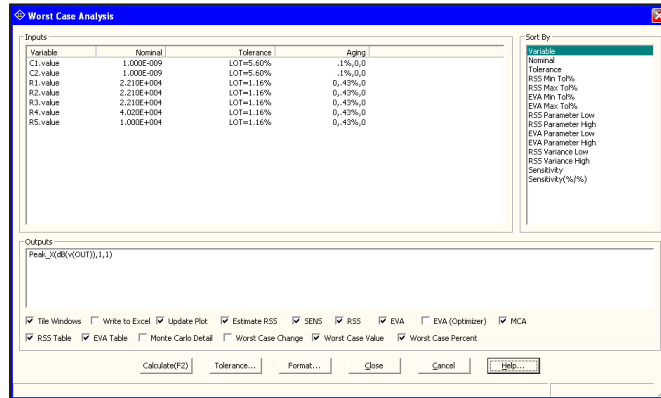 Worst Case Analysis
Inputs
Variable Nominal Tolerance Aging
C1.value 1.000E-009 LOT=5.60% .1%,0,0
C2.value 1.000E-009 LOT=5.60% .1%,0,0
R1.value 2.210E+004 LOT=1.16% 0,.43%,0
R2.value 2.210E+004 LOT=1.16% 0,.43%,0
R3.value 2.210E+004 LOT=1.16% 0,.43%,0
R4.value 4.020E+004 LOT=1.16% 0,.43%,0
R5.value 1.000E+004 LOT=1.16% 0,.43%,0
Sort By
Variable
Nominal
Tolerance
RSS Min Tol%
RSS Max Tol%
EVA Min Tol%
EVA Max Tol%
RSS Parameter Low
RSS Parameter High
EVA Parameter Low
EVA Parameter High
RSS Variance Low
RSS Variance High
Sensitivity
Sensitivity(%/%)
Outputs
Peak_X(dB(v(OUT)),1,1)
Tile Windows Write to Excel Update Plot Estimate RSS SENS RSS EVA EVA (Optimizer) MCA
RSS Table EVA Table Monte Carlo Detail Worst Case Change Worst Case Value Worst Case Percent
Calculate(F2) Tolerance... Format... Close Cancel Help...